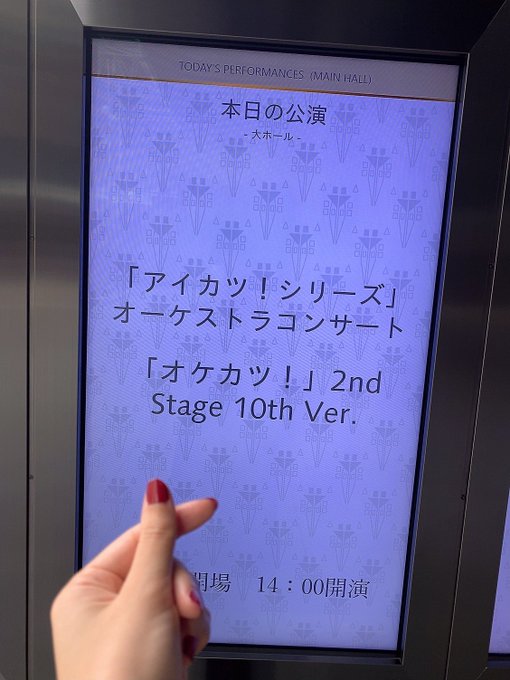 TODAY'S PERFORMANCES (MAIN HALL)
本日の公演
- 大ホール -
「アイカツ！シリーズ」
オーケストラコンサート
「オケカツ！」2nd
Stage 10th Ver.
開場 14：00開演